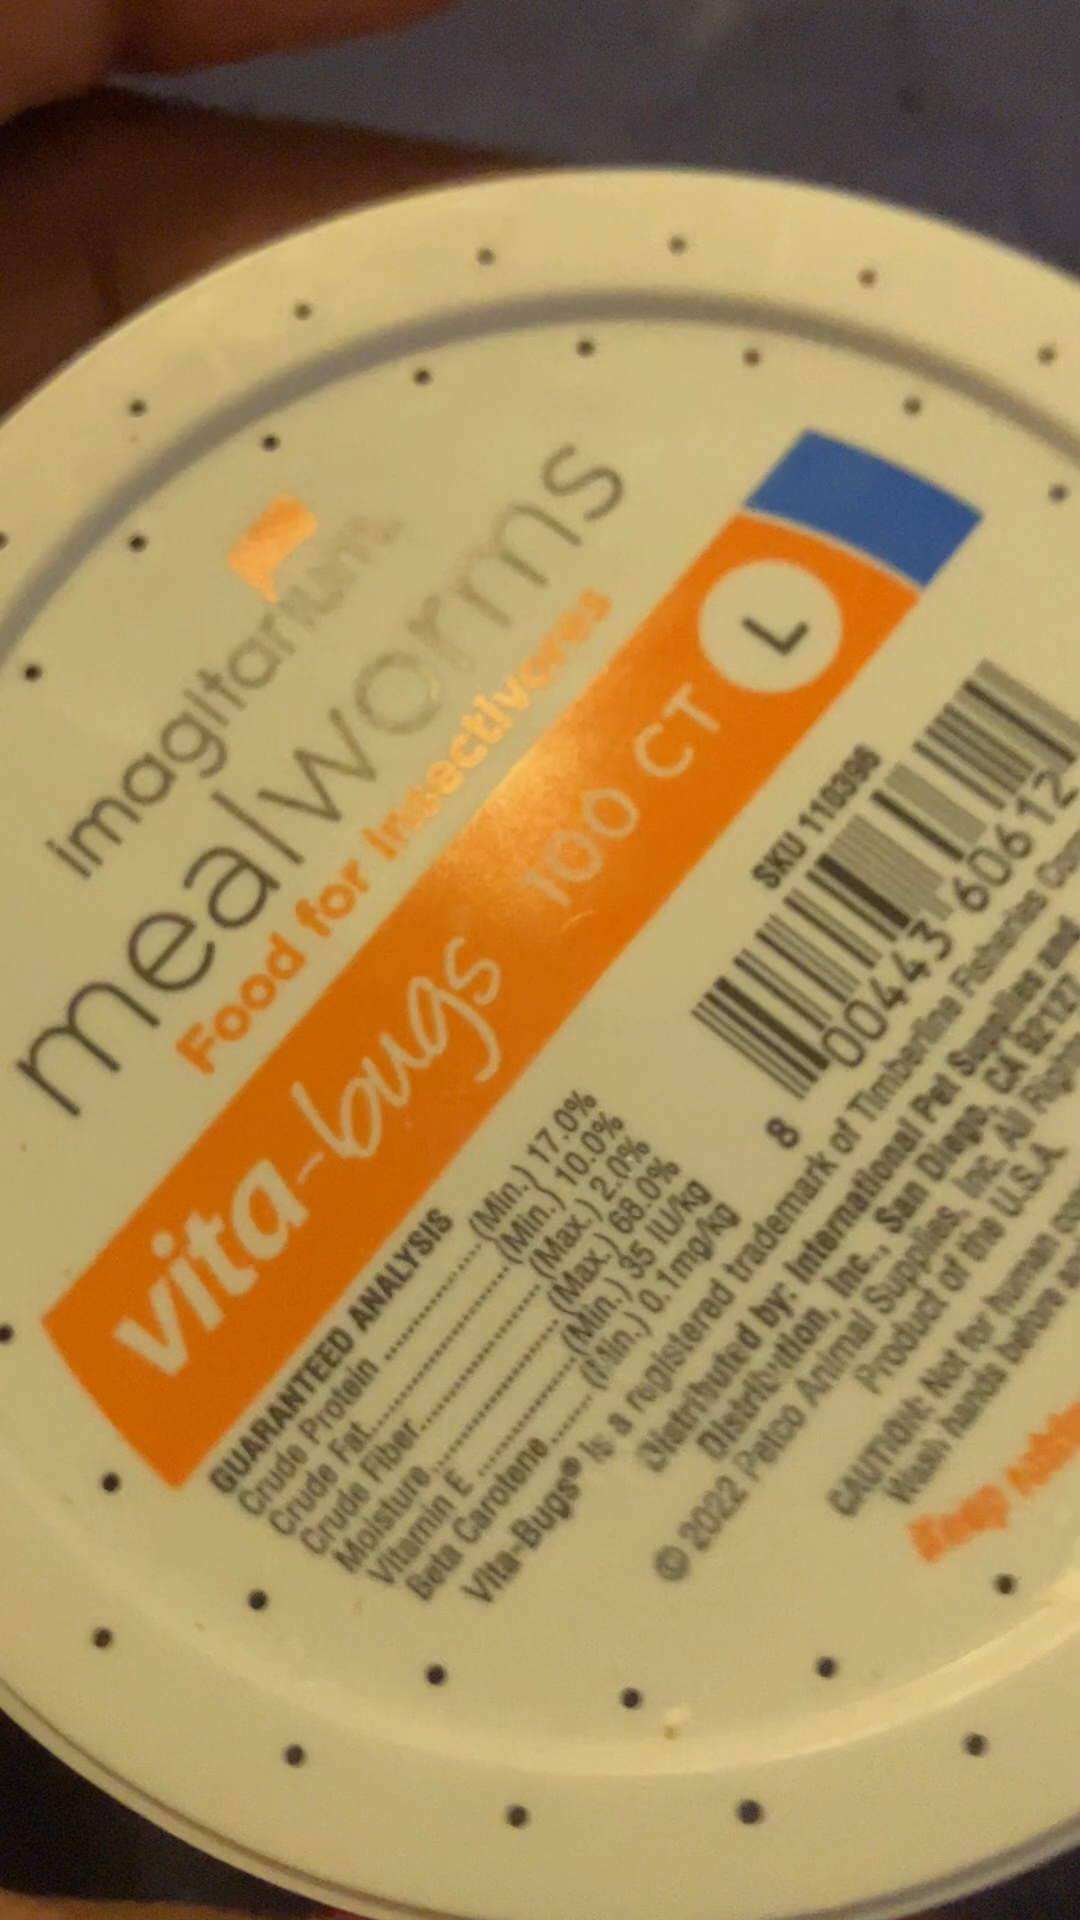 imagitarium
mealworms
Food for Insectivores
vita-bugs 100 CT L
GUARANTEED ANALYSIS
Crude Protein ............ (Min.) 17.0%
Crude Fat.................. (Min.) 10.0%
Crude Fiber............... (Max.) 2.0%
Moisture................... (Max.) 68.0%
Vitamin E ............. (Min.) 35 IU/kg
Beta Carotene....... (Min.) 0.1mg/kg
SKU 110396
8 00443 60612
Vita-Bugs® is a registered trademark of Timberline Fisheries
Distributed by: International Pet Supplies and
Distribution, Inc., San Diego, CA 92127
© 2022 Petco Animal Supplies, Inc. All
Product of the U.S.A.
CAUTION: Not for human
Wash hands before
Keep